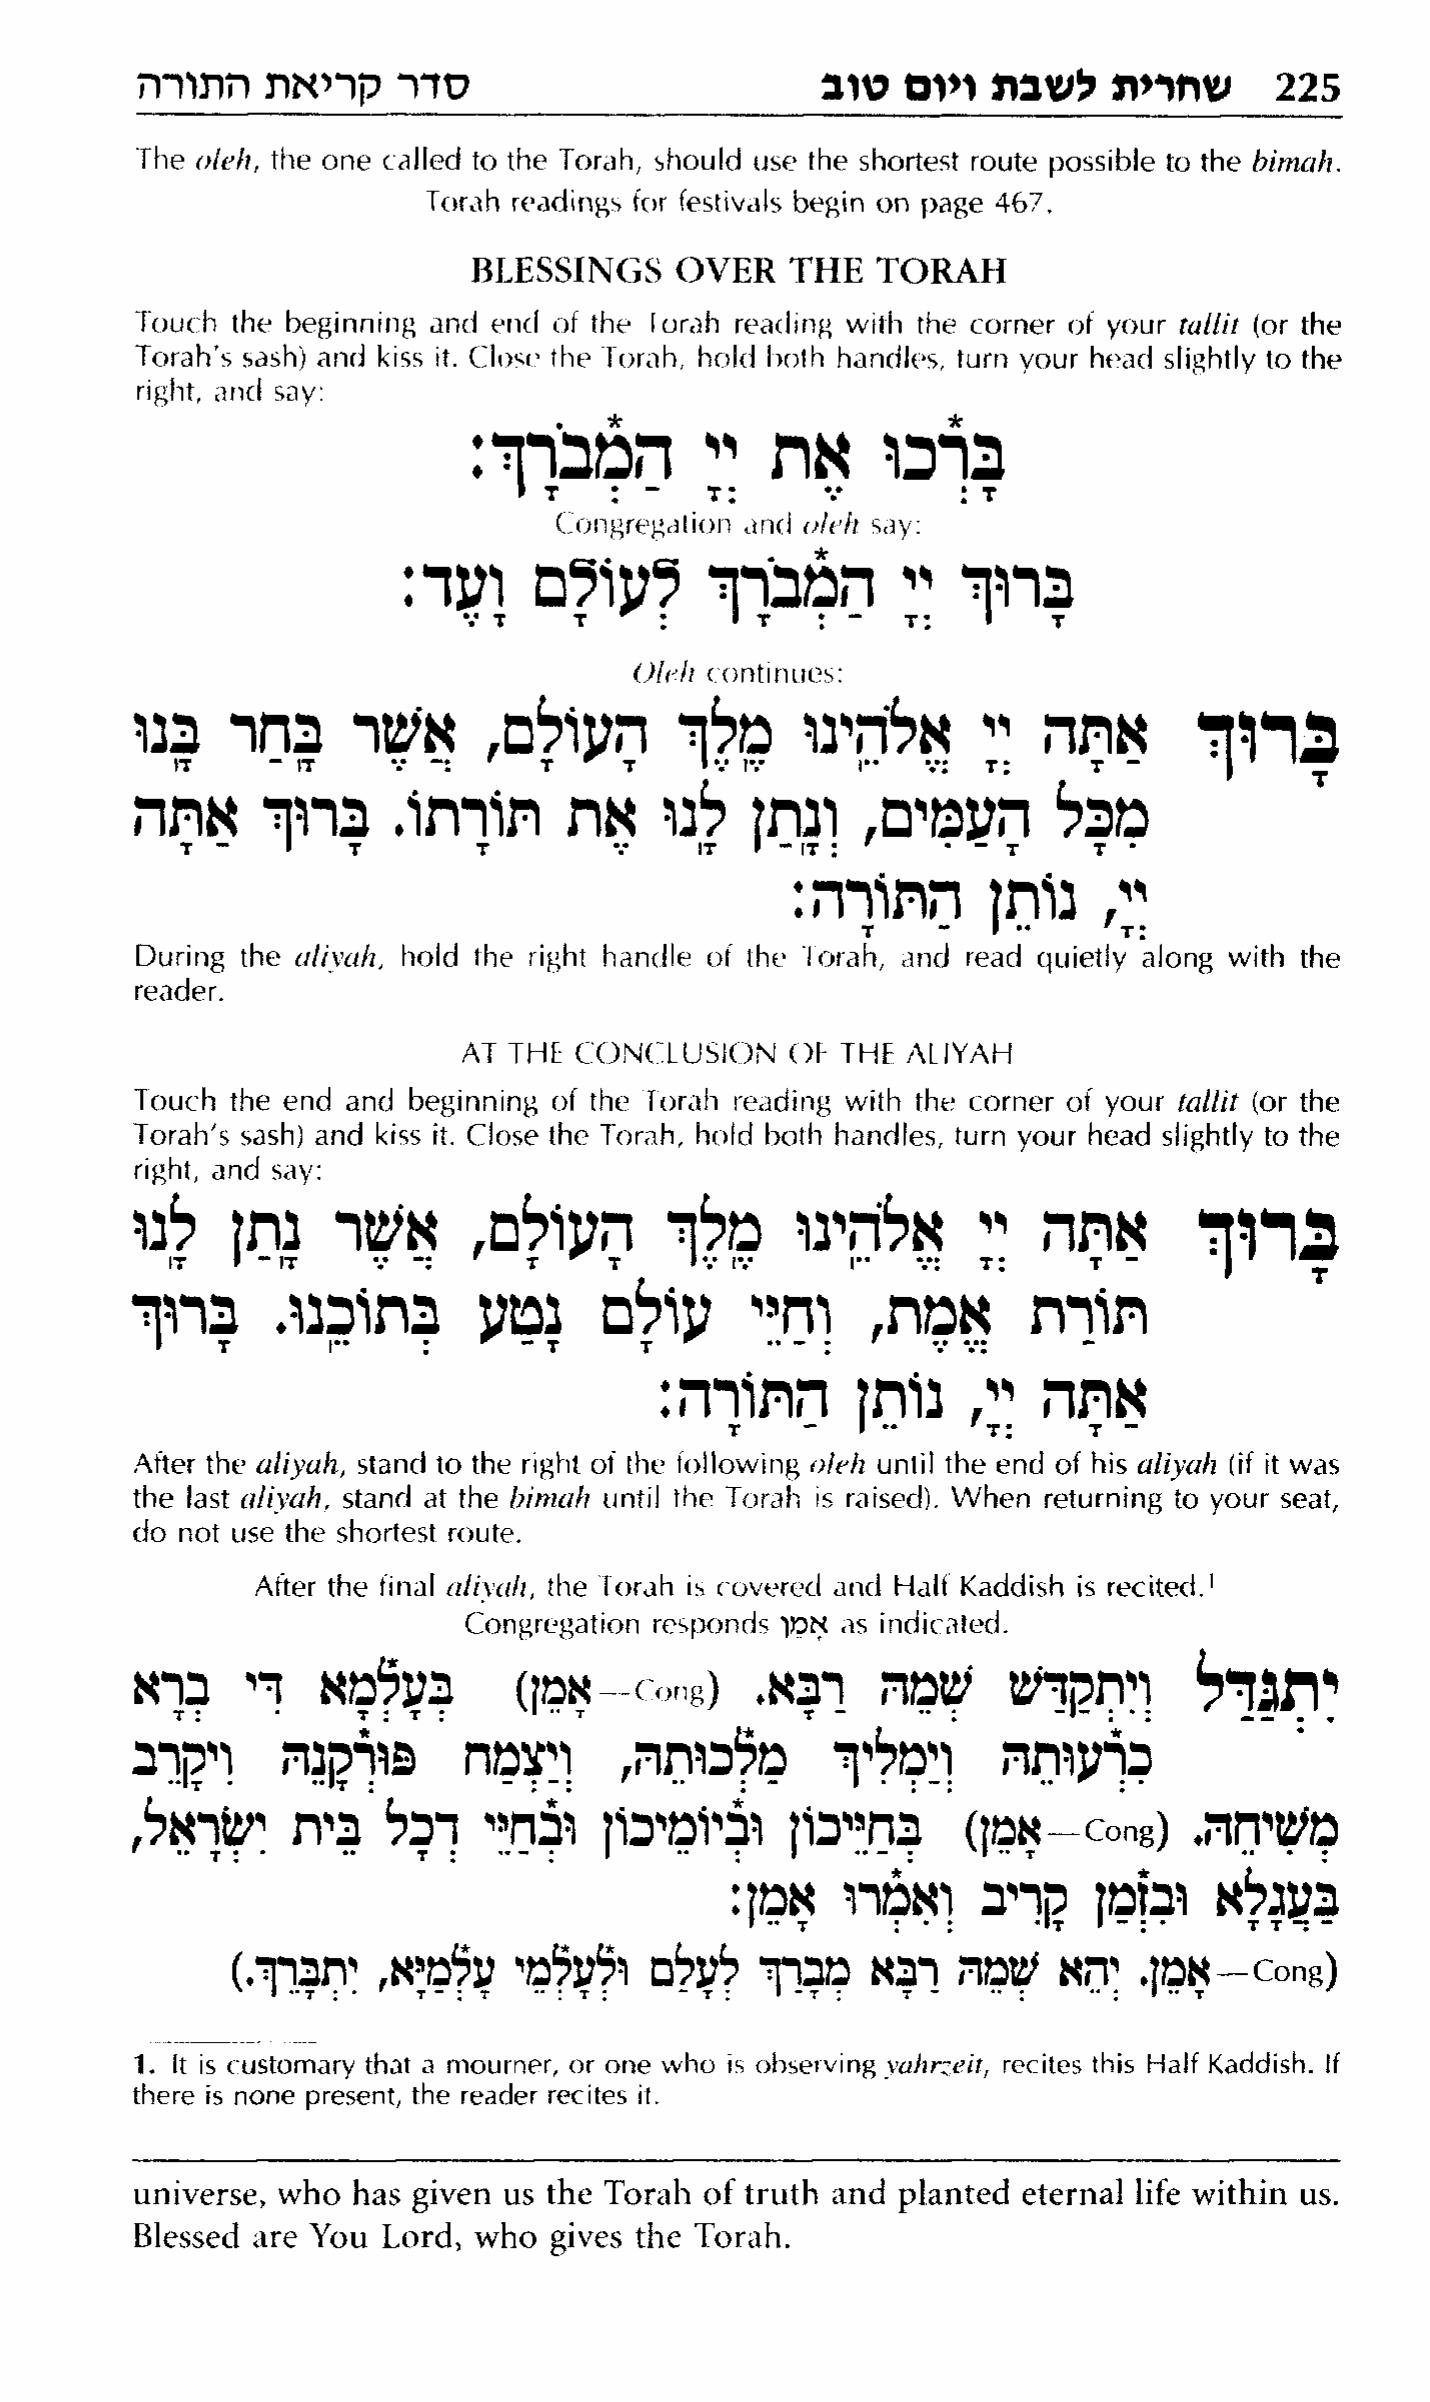 225 שחרית לשבת ויום טוב סדר קריאת התורה
The oleh, the one called to the Torah, should use the shortest route possible to the bimah.
Torah readings for festivals begin on page 467.
BLESSINGS OVER THE TORAH
Touch the beginning and end of the Torah reading with the corner of your tallit (or the
Torah's sash) and kiss it. Close the Torah, hold both handles, turn your head slightly to the
right, and say:
בָּרְכוּ אֶת יְיָ הַמְבֹרָךְ:
Congregation and oleh say:
בָּרוּךְ יְיָ הַמְבֹרָךְ לְעוֹלָם וָעֶד:
Oleh continues:
בָּרוּךְ אַתָּה יְיָ אֱלֹהֵינוּ מֶלֶךְ הָעוֹלָם, אֲשֶׁר בָּחַר בָּנוּ
מִכָּל הָעַמִּים, וְנָתַן לָנוּ אֶת תּוֹרָתוֹ. בָּרוּךְ אַתָּה
יְיָ, נוֹתֵן הַתּוֹרָה:
During the aliyah, hold the right handle of the Torah, and read quietly along with the
reader.
AT THE CONCLUSION OF THE ALIYAH
Touch the end and beginning of the Torah reading with the corner of your tallit (or the
Torah's sash) and kiss it. Close the Torah, hold both handles, turn your head slightly to the
right, and say:
בָּרוּךְ אַתָּה יְיָ אֱלֹהֵינוּ מֶלֶךְ הָעוֹלָם, אֲשֶׁר נָתַן לָנוּ
תּוֹרַת אֱמֶת, וְחַיֵּי עוֹלָם נָטַע בְּתוֹכֵנוּ. בָּרוּךְ
אַתָּה יְיָ, נוֹתֵן הַתּוֹרָה:
After the aliyah, stand to the right of the following oleh until the end of his aliyah (if it was
the last aliyah, stand at the bimah until the Torah is raised). When returning to your seat,
do not use the shortest route.
After the final aliyah, the Torah is covered and Half Kaddish is recited.¹
Congregation responds אָמֵן as indicated.
יִתְגַּדַּל וְיִתְקַדַּשׁ שְׁמֵהּ רַבָּא. (Cong—אָמֵן) בְּעָלְמָא דִּי בְרָא
כִרְעוּתֵהּ וְיַמְלִיךְ מַלְכוּתֵהּ, וְיַצְמַח פּוּרְקָנֵהּ וִיקָרֵב
מְשִׁיחֵהּ. (Cong—אָמֵן) בְּחַיֵּיכוֹן וּבְיוֹמֵיכוֹן וּבְחַיֵּי דְכָל בֵּית יִשְׂרָאֵל,
בַּעֲגָלָא וּבִזְמַן קָרִיב וְאִמְרוּ אָמֵן:
(Cong—אָמֵן. יְהֵא שְׁמֵהּ רַבָּא מְבָרַךְ לְעָלַם וּלְעָלְמֵי עָלְמַיָּא, יִתְבָּרֵךְ.)
1. It is customary that a mourner, or one who is observing yahrzeit, recites this Half Kaddish. If
there is none present, the reader recites it.
universe, who has given us the Torah of truth and planted eternal life within us.
Blessed are You Lord, who gives the Torah.